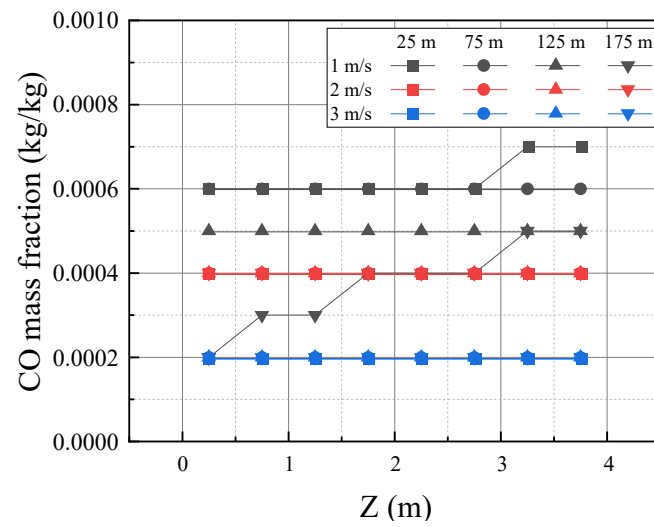 0.0010
0.0008
0.0006
0.0004
0.0002
0.0000
CO mass fraction (kg/kg)
25 m 75 m 125 m 175 m
1 m/s
2 m/s
3 m/s
0 1 2 3 4
Z (m)